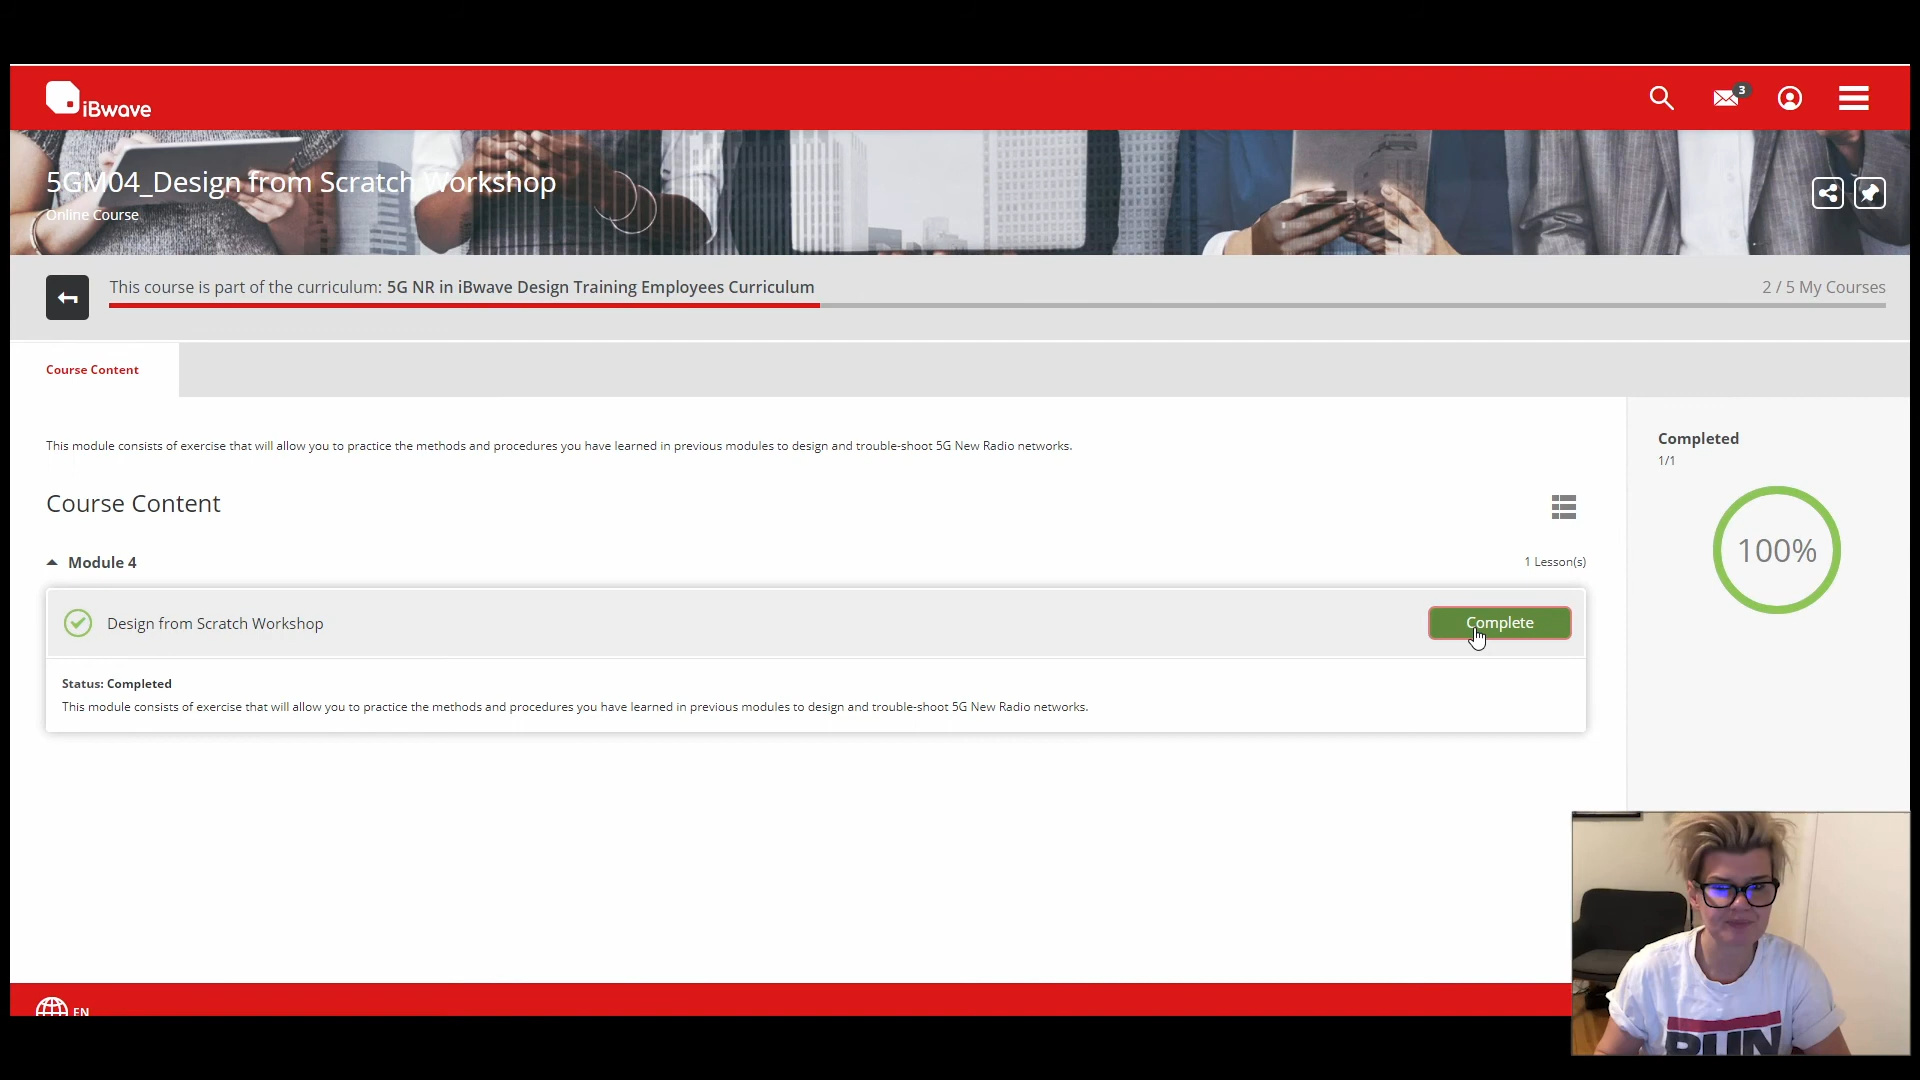 iBwave
3
5GM04_Design from Scratch Workshop
Online Course
This course is part of the curriculum: 5G NR in iBwave Design Training Employees Curriculum
2 / 5 My Courses
Course Content
This module consists of exercise that will allow you to practice the methods and procedures you have learned in previous modules to design and trouble-shoot 5G New Radio networks.
Completed
1/1
100%
Course Content
Module 4
1 Lesson(s)
Design from Scratch Workshop
Complete
Status: Completed
This module consists of exercise that will allow you to practice the methods and procedures you have learned in previous modules to design and trouble-shoot 5G New Radio networks.
EN
RUN